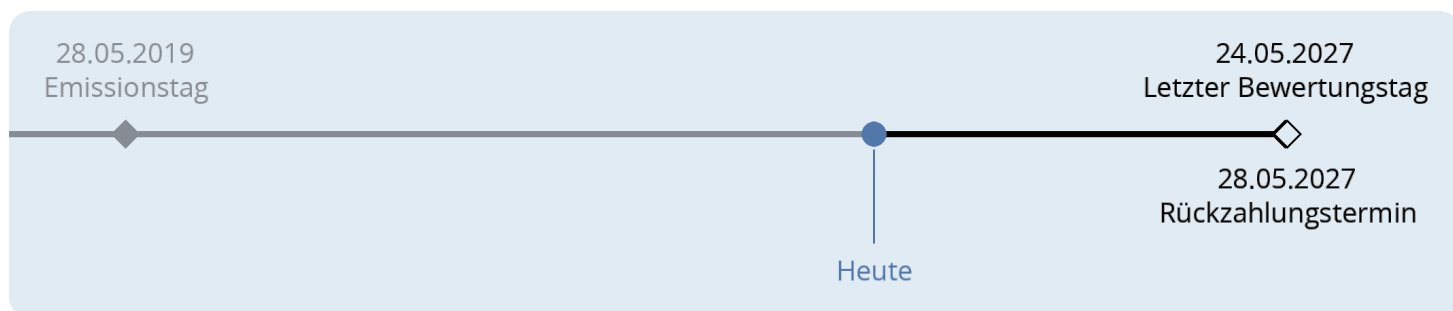 28.05.2019
Emissionstag
24.05.2027
Letzter Bewertungstag
28.05.2027
Rückzahlungstermin
Heute